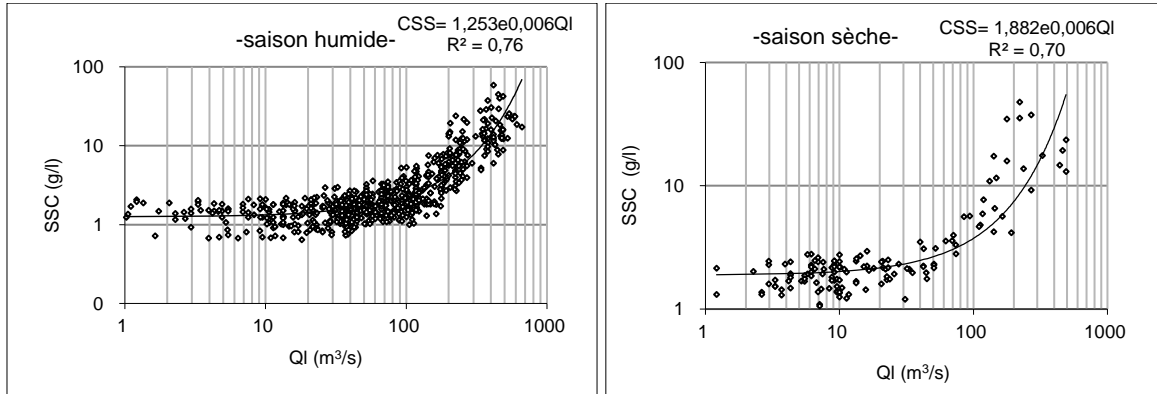 CSS= 1,253e0,006Ql
-saison humide-
R² = 0,76
100
10
1
0
SSC (g/l)
1
10
100
1000
Ql (m³/s)
CSS= 1,882e0,006Ql
-saison sèche-
R² = 0,70
100
10
1
SSC (g/l)
1
10
100
1000
Ql (m³/s)